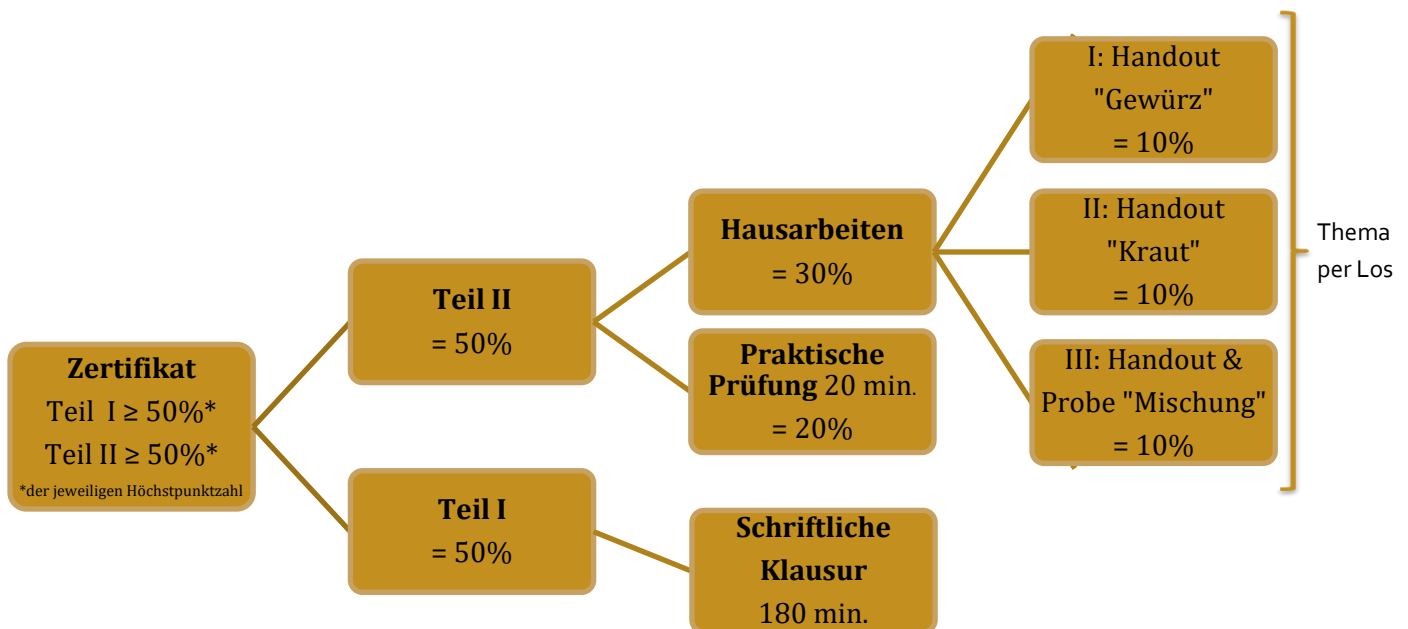 Zertifikat
Teil I ≥ 50%*
Teil II ≥ 50%*
*der jeweiligen Höchstpunktzahl
Teil II
= 50%
Teil I
= 50%
Hausarbeiten
= 30%
Praktische
Prüfung 20 min.
= 20%
Schriftliche
Klausur
180 min.
I: Handout
"Gewürz"
= 10%
II: Handout
"Kraut"
= 10%
III: Handout &
Probe "Mischung"
= 10%
Thema
per Los